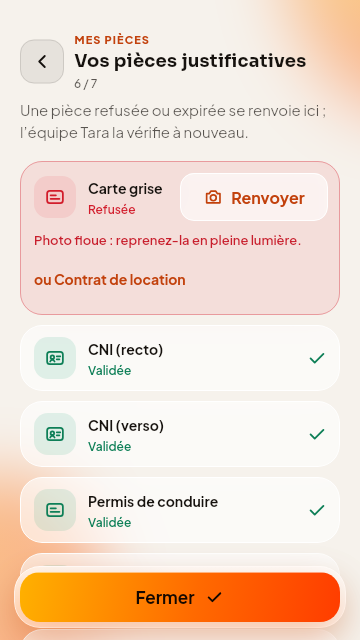 MES PIÈCES
Vos pièces justificatives
6 / 7
Une pièce refusée ou expirée se renvoie ici ;
l’équipe Tara la vérifie à nouveau.
Carte grise
Refusée
Renvoyer
Photo floue : reprenez-la en pleine lumière.
ou Contrat de location
CNI (recto)
Validée
CNI (verso)
Validée
Permis de conduire
Validée
Fermer